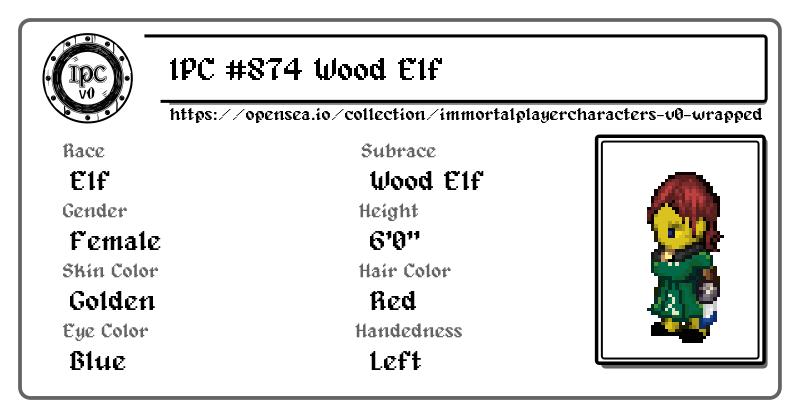 IPC v0
IPC #874 Wood Elf
https://opensea.io/collection/immortalplayercharacters-v0-wrapped
Race
Elf
Subrace
Wood Elf
Gender
Female
Height
6'0"
Skin Color
Golden
Hair Color
Red
Eye Color
Blue
Handedness
Left